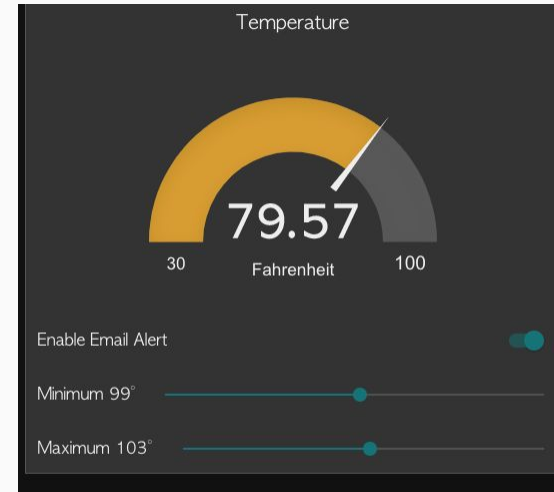 Temperature
79.57
30
Fahrenheit
100
Enable Email Alert
Minimum 99°
Maximum 103°